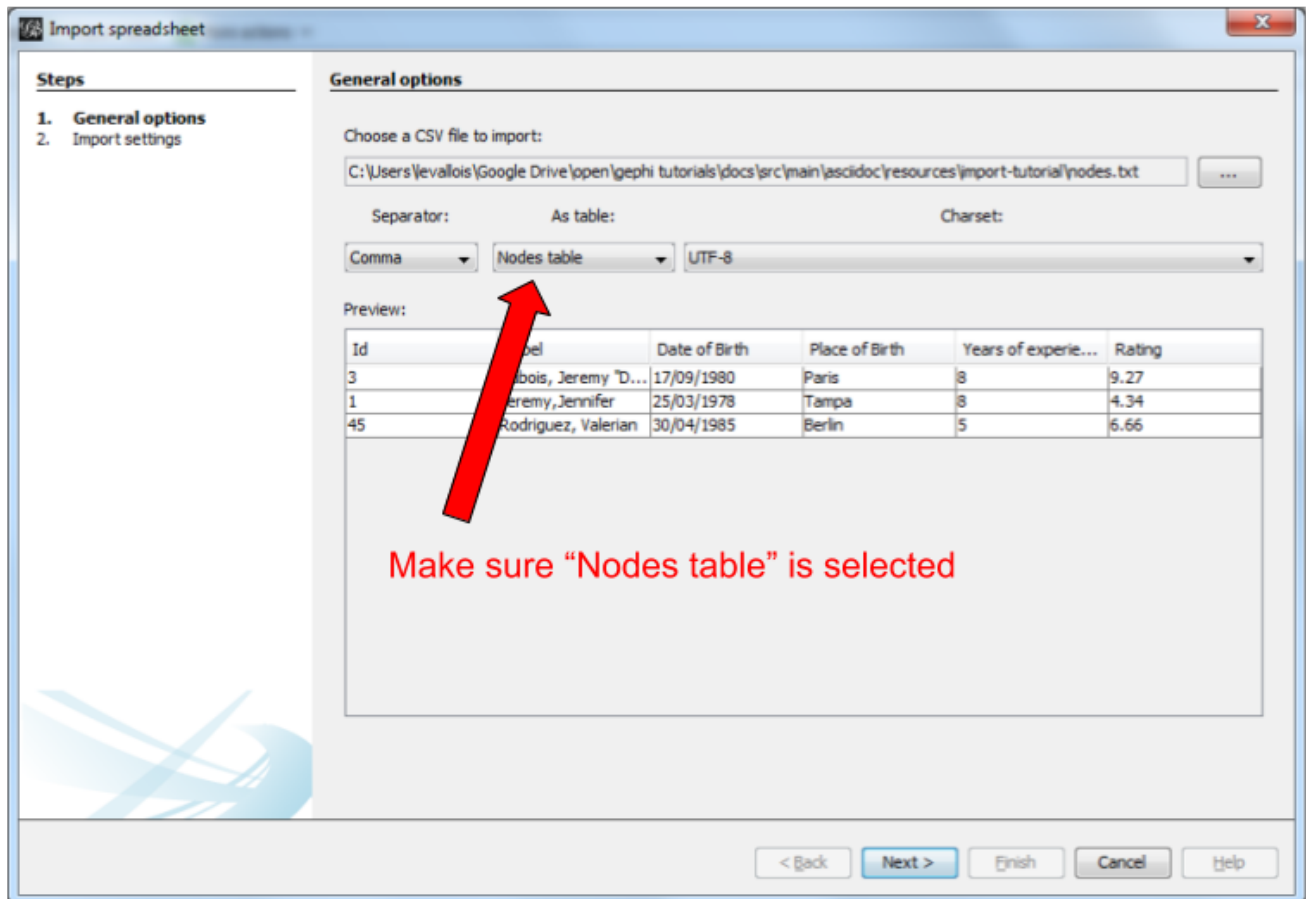 Import spreadsheet
Steps
1. General options
2. Import settings
General options
Choose a CSV file to import:
C:\Users\levallois\Google Drive\open\gephi tutorials\docs\src\main\asciidoc\resources\import-tutorial\nodes.txt ...
Separator: As table: Charset:
Comma Nodes table UTF-8
Preview:
Id Date of Birth Place of Birth Years of experie... Rating
3 Jeremy "D... 17/09/1980 Paris 8 9.27
1 Jennifer 25/03/1978 Tampa 8 4.34
45 Rodriguez, Valerian 30/04/1985 Berlin 5 6.66
Make sure “Nodes table” is selected
< Back Next > Finish Cancel Help